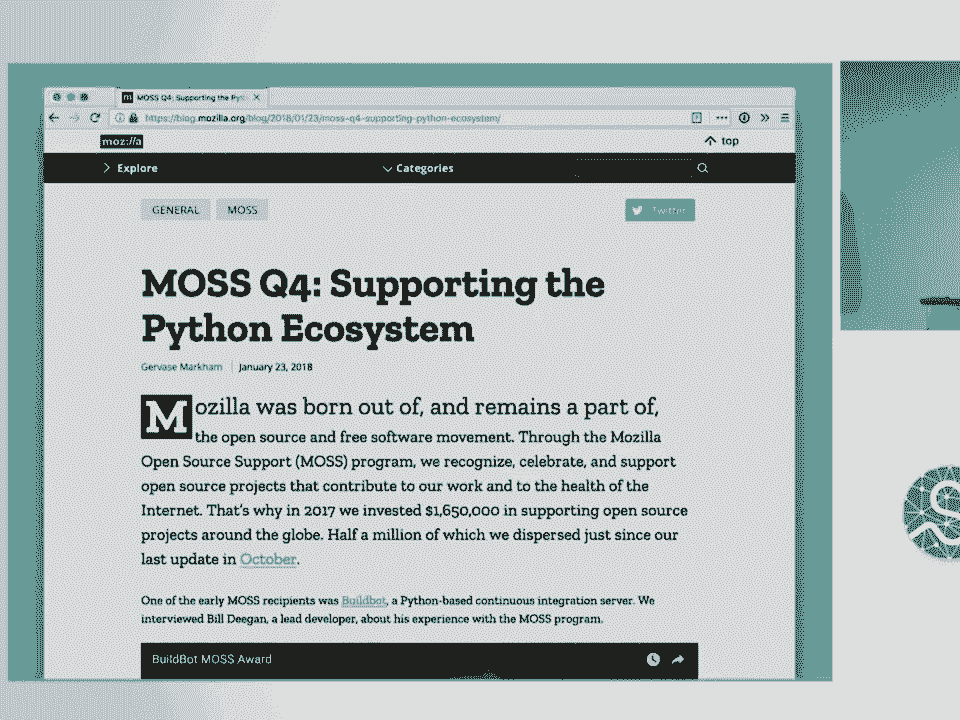 MOSS Q4: Supporting the Pyt
https://blog.mozilla.org/blog/2018/01/23/moss-q4-supporting-python-ecosystem/
moz://a
top
Explore
Categories
GENERAL
MOSS
Twitter
MOSS Q4: Supporting the
Python Ecosystem
Gervase Markham
January 23, 2018
Mozilla was born out of, and remains a part of,
the open source and free software movement. Through the Mozilla
Open Source Support (MOSS) program, we recognize, celebrate, and support
open source projects that contribute to our work and to the health of the
Internet. That's why in 2017 we invested $1,650,000 in supporting open source
projects around the globe. Half a million of which we dispersed just since our
last update in October.
One of the early MOSS recipients was Buildbot, a Python-based continuous integration server. We
interviewed Bill Deegan, a lead developer, about his experience with the MOSS program.
BuildBot MOSS Award